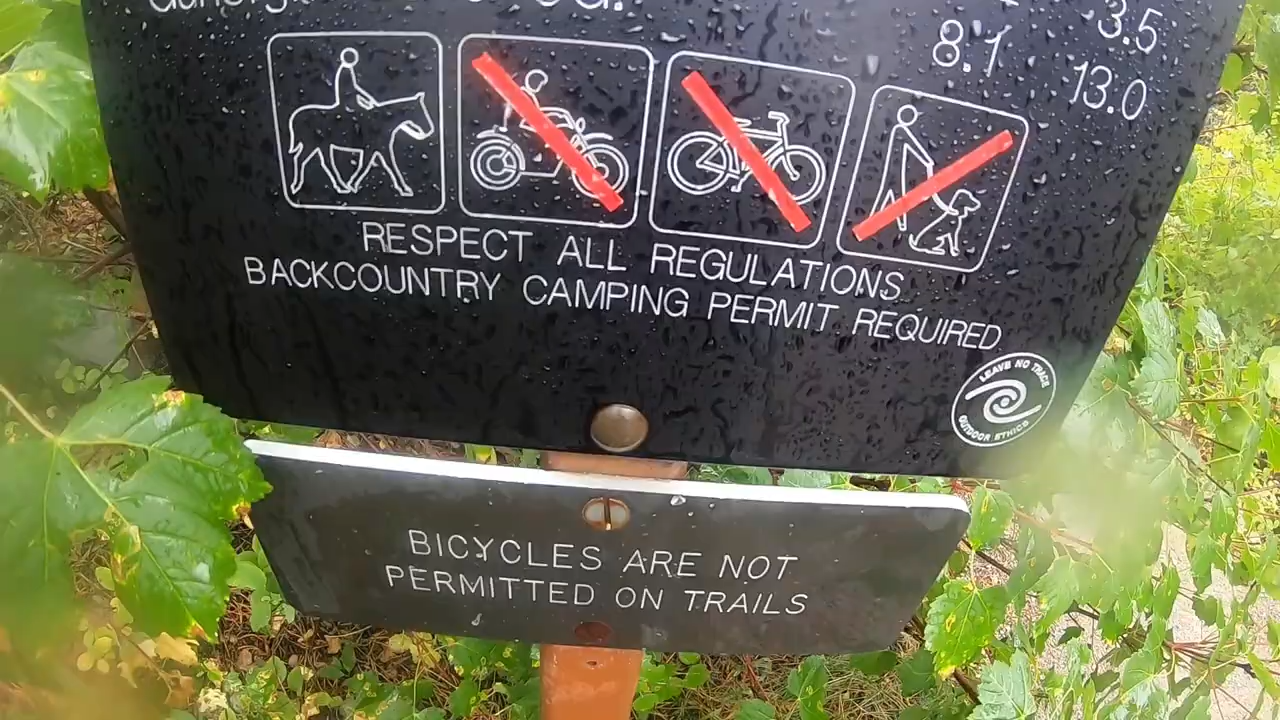 3.5
8.1 13.0
RESPECT ALL REGULATIONS
BACKCOUNTRY CAMPING PERMIT REQUIRED
LEAVE NO TRACE
OUTDOOR ETHICS
BICYCLES ARE NOT
PERMITTED ON TRAILS